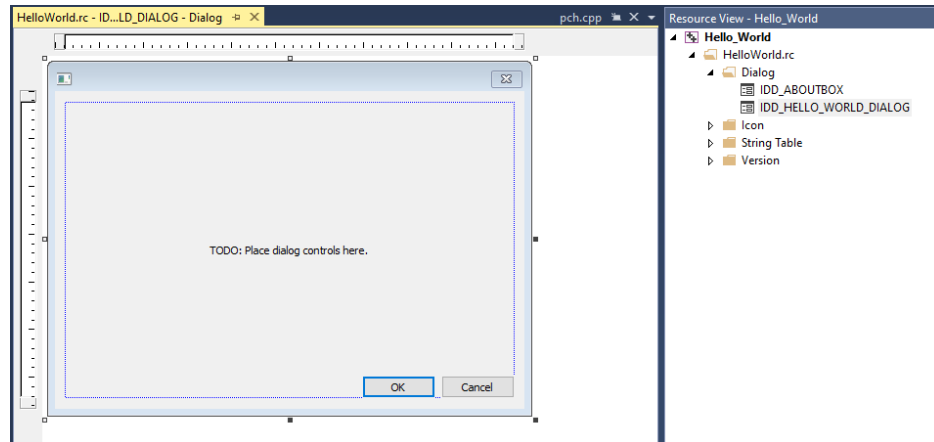 HelloWorld.rc - ID...LD_DIALOG - Dialog
pch.cpp
TODO: Place dialog controls here.
OK
Cancel
Resource View - Hello_World
Hello_World
HelloWorld.rc
Dialog
IDD_ABOUTBOX
IDD_HELLO_WORLD_DIALOG
Icon
String Table
Version